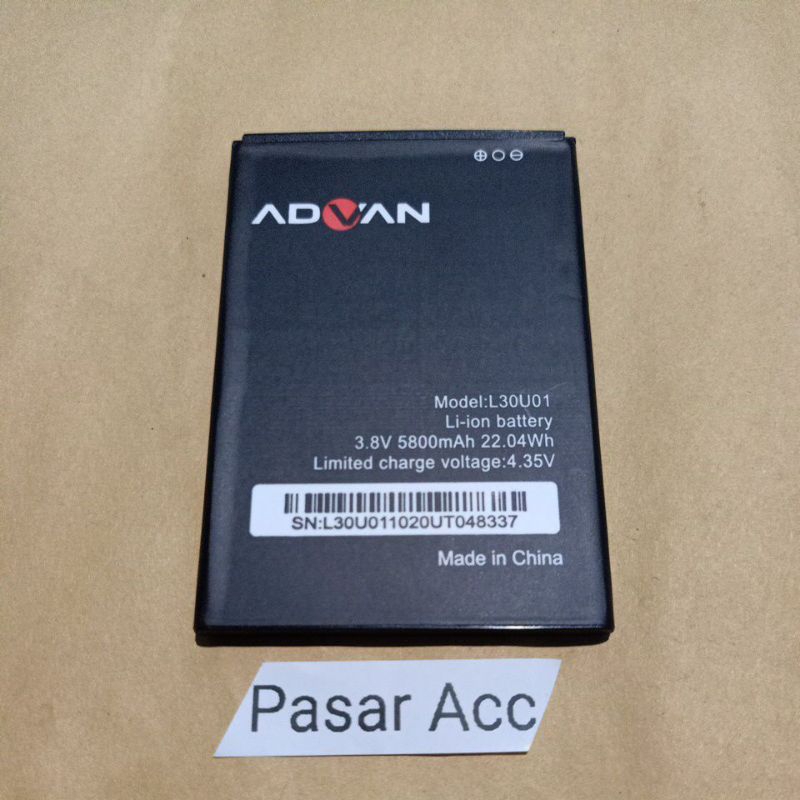 ADVAN
Model:L30U01
Li-ion battery
3.8V 5800mAh 22.04Wh
Limited charge voltage:4.35V
SN:L30U011020UT048337
Made in China
Pasar Acc